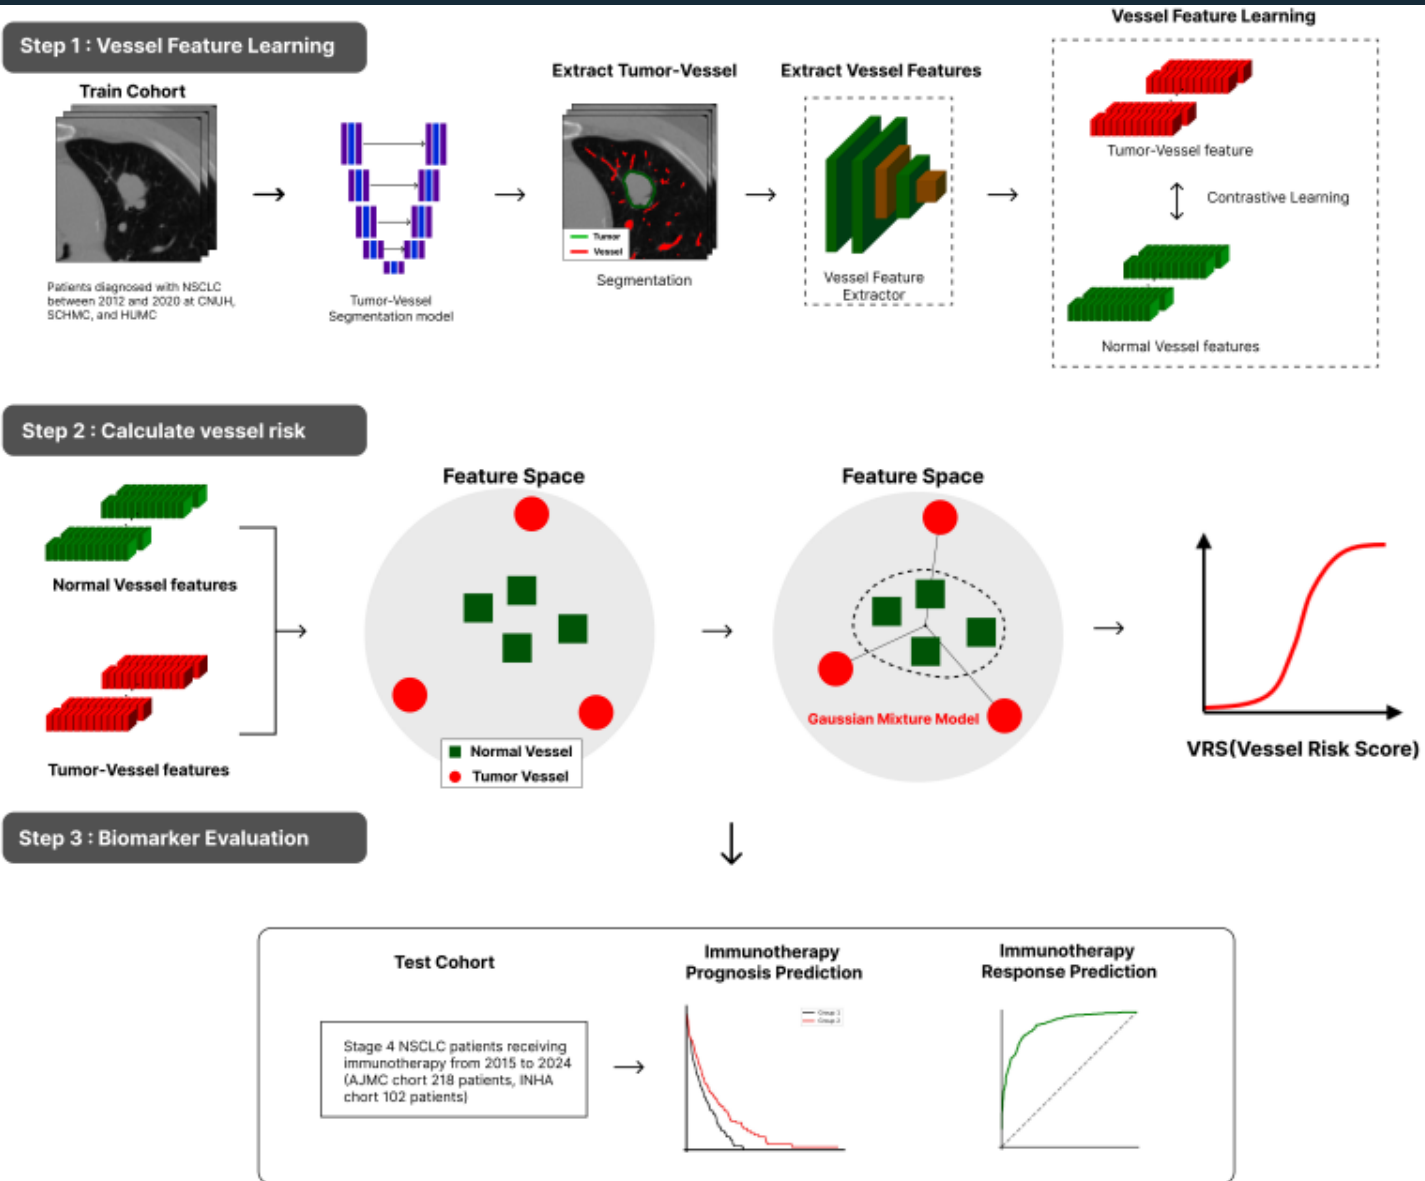 Step 1 : Vessel Feature Learning
Train Cohort
Patients diagnosed with NSCLC
between 2012 and 2020 at CNUH,
SCHMC, and HUMC
Tumor-Vessel
Segmentation model
Extract Tumor-Vessel
Tumor
Vessel
Segmentation
Extract Vessel Features
Vessel Feature
Extractor
Vessel Feature Learning
Tumor-Vessel feature
Contrastive Learning
Normal Vessel features
Step 2 : Calculate vessel risk
Normal Vessel features
Tumor-Vessel features
Feature Space
Normal Vessel
Tumor Vessel
Feature Space
Gaussian Mixture Model
VRS(Vessel Risk Score)
Step 3 : Biomarker Evaluation
Test Cohort
Stage 4 NSCLC patients receiving
immunotherapy from 2015 to 2024
(AJMC chort 218 patients, INHA
chort 102 patients)
Immunotherapy
Prognosis Prediction
Group 1
Group 2
Immunotherapy
Response Prediction